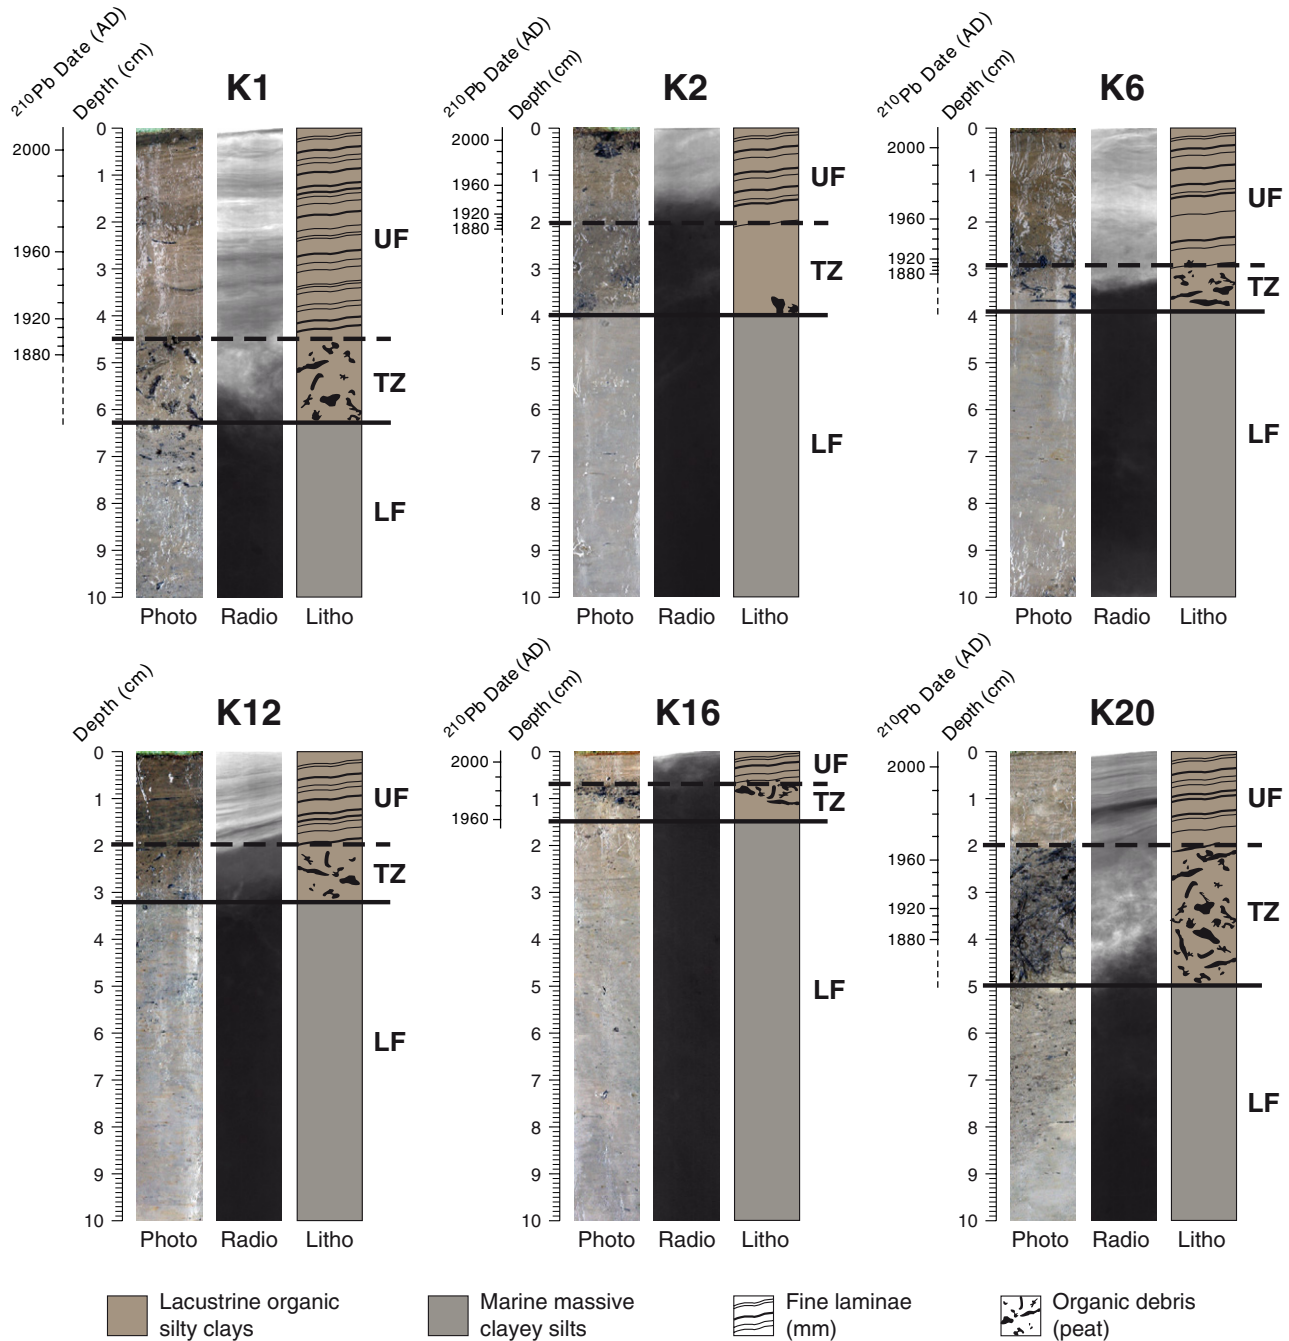 210Pb Date (AD)
Depth (cm)
K1
2000
1960
1920
1880
0
1
2
3
4
5
6
7
8
9
10
UF
TZ
LF
Photo Radio Litho
210Pb Date (AD)
Depth (cm)
K2
2000
1960
1920
1880
0
1
2
3
4
5
6
7
8
9
10
UF
TZ
LF
Photo Radio Litho
210Pb Date (AD)
Depth (cm)
K6
2000
1960
1920
1880
0
1
2
3
4
5
6
7
8
9
10
UF
TZ
LF
Photo Radio Litho
Depth (cm)
K12
0
1
2
3
4
5
6
7
8
9
10
UF
TZ
LF
Photo Radio Litho
210Pb Date (AD)
Depth (cm)
K16
2000
1960
0
1
2
3
4
5
6
7
8
9
10
UF
TZ
LF
Photo Radio Litho
210Pb Date (AD)
Depth (cm)
K20
2000
1960
1920
1880
0
1
2
3
4
5
6
7
8
9
10
UF
TZ
LF
Photo Radio Litho
Lacustrine organic
silty clays
Marine massive
clayey silts
Fine laminae
(mm)
Organic debris
(peat)